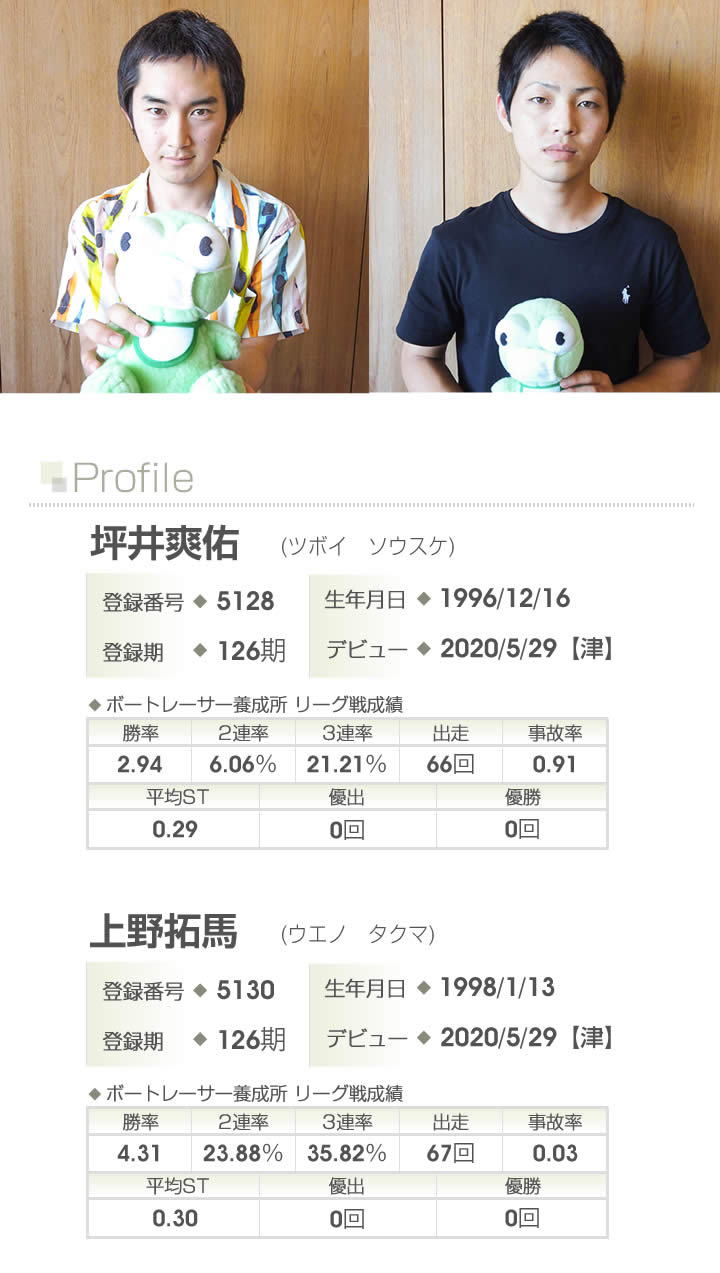 Profile
坪井爽佑 (ツボイ ソウスケ)
登録番号 ◆ 5128 生年月日 ◆ 1996/12/16
登録期 ◆ 126期 デビュー ◆ 2020/5/29【津】
◆ ボートレーサー養成所 リーグ戦成績
勝率 2連率 3連率 出走 事故率
2.94 6.06% 21.21% 66回 0.91
平均ST 優出 優勝
0.29 0回 0回
上野拓馬 (ウエノ タクマ)
登録番号 ◆ 5130 生年月日 ◆ 1998/1/13
登録期 ◆ 126期 デビュー ◆ 2020/5/29【津】
◆ ボートレーサー養成所 リーグ戦成績
勝率 2連率 3連率 出走 事故率
4.31 23.88% 35.82% 67回 0.03
平均ST 優出 優勝
0.30 0回 0回